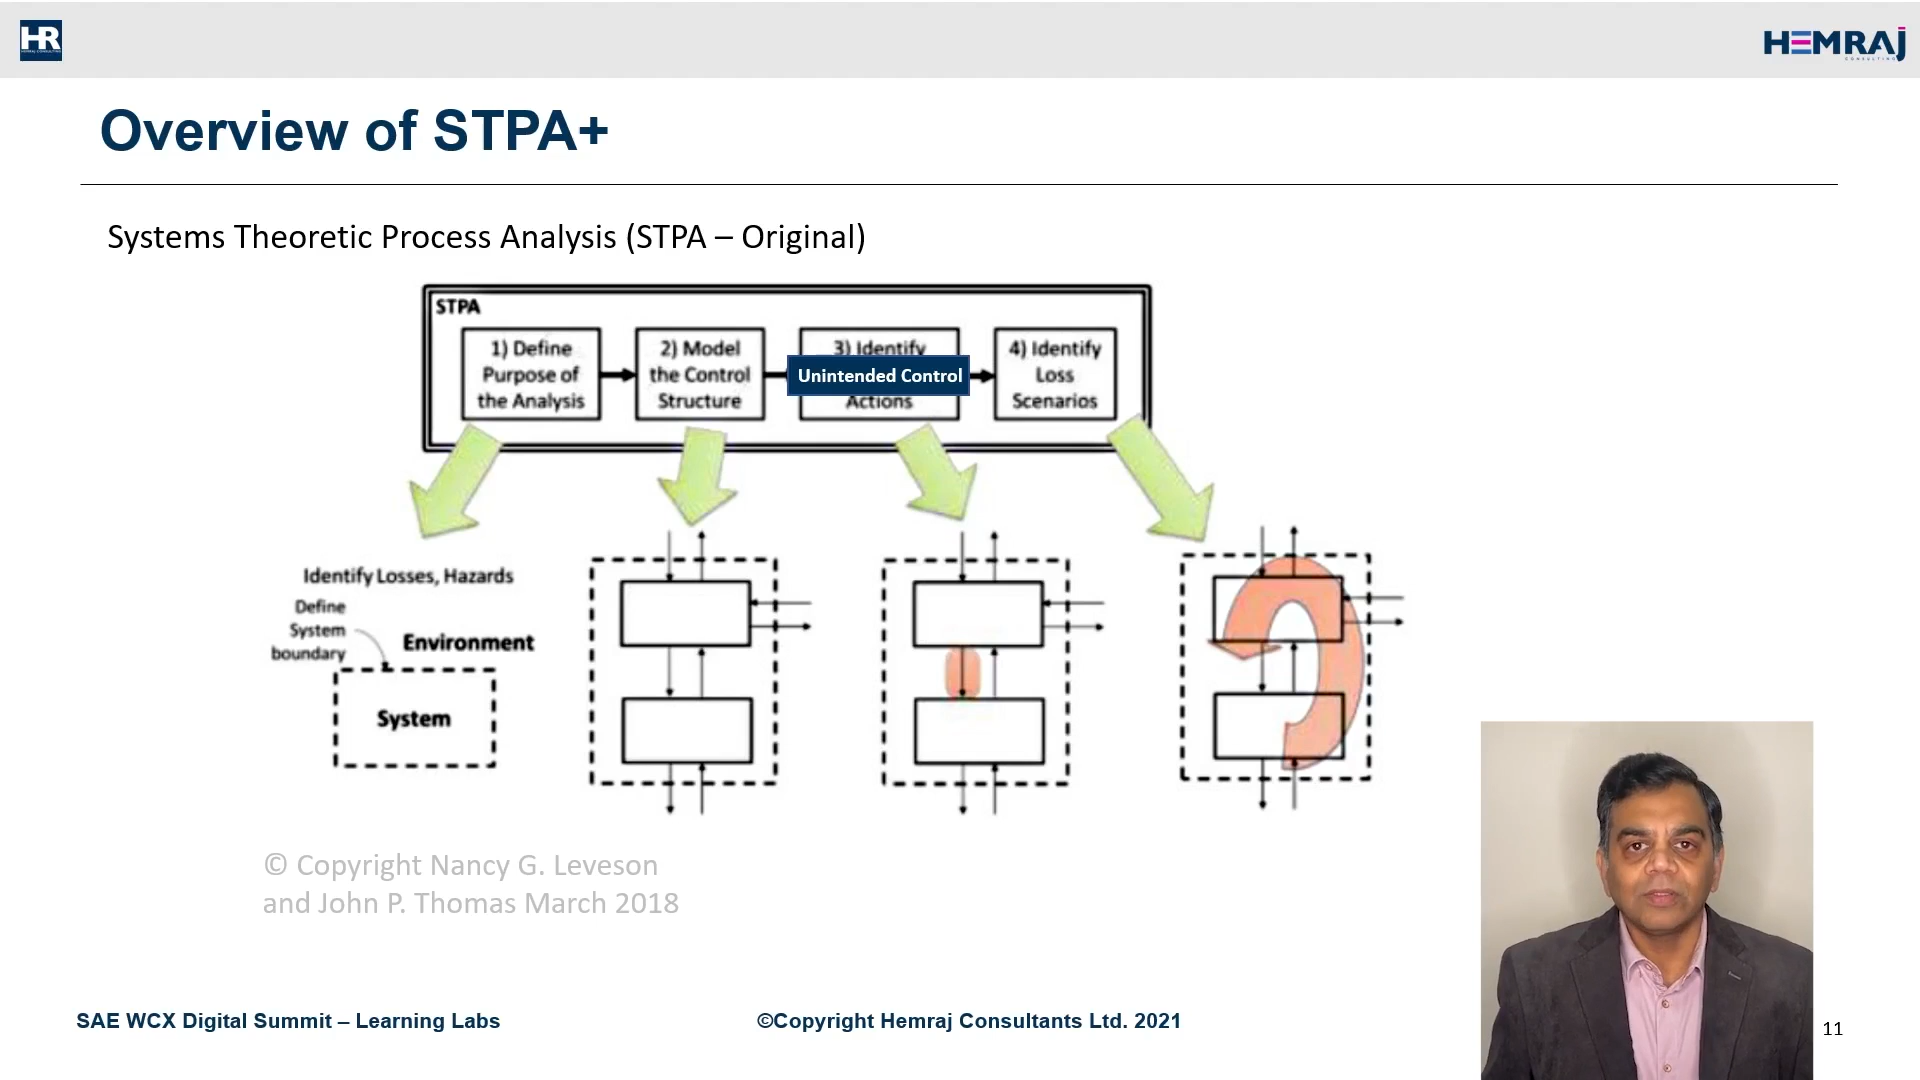 HR
HEMRAJ
CONSULTING
Overview of STPA+
Systems Theoretic Process Analysis (STPA – Original)
STPA
1) Define
Purpose of
the Analysis
2) Model
the Control
Structure
3) Identify
Unintended Control
Actions
4) Identify
Loss
Scenarios
Identify Losses, Hazards
Define
System
boundary
Environment
System
© Copyright Nancy G. Leveson
and John P. Thomas March 2018
SAE WCX Digital Summit – Learning Labs
©Copyright Hemraj Consultants Ltd. 2021
11